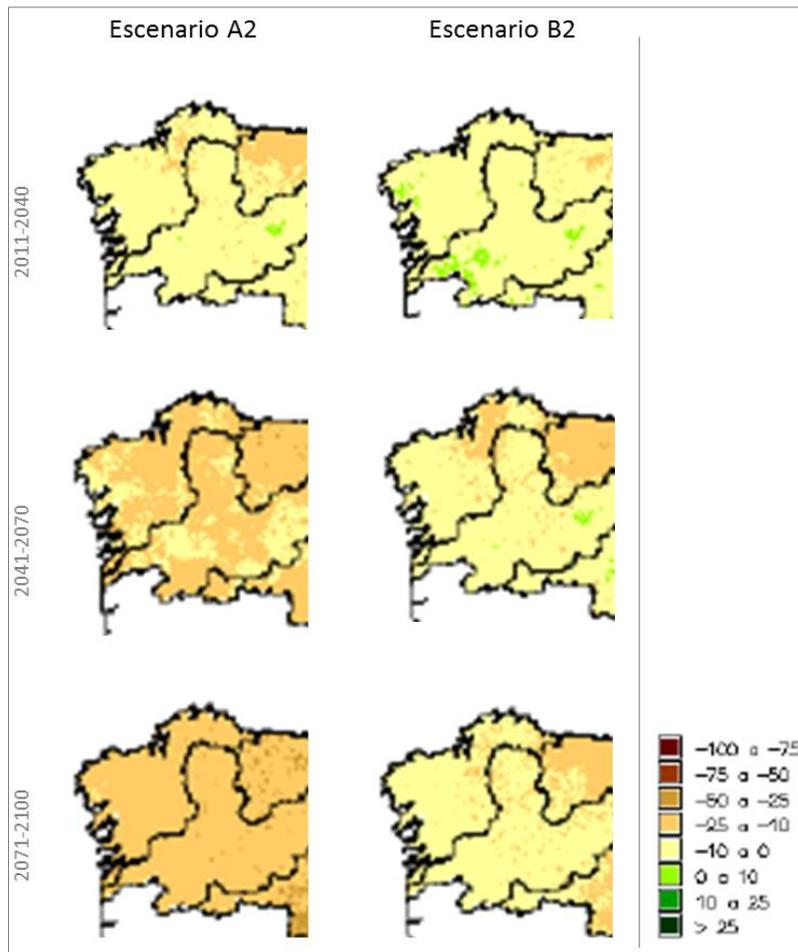 Escenario A2
Escenario B2
2011-2040
2041-2070
2071-2100
-100 a -75
-75 a -50
-50 a -25
-25 a -10
-10 a 0
0 a 10
10 a 25
> 25